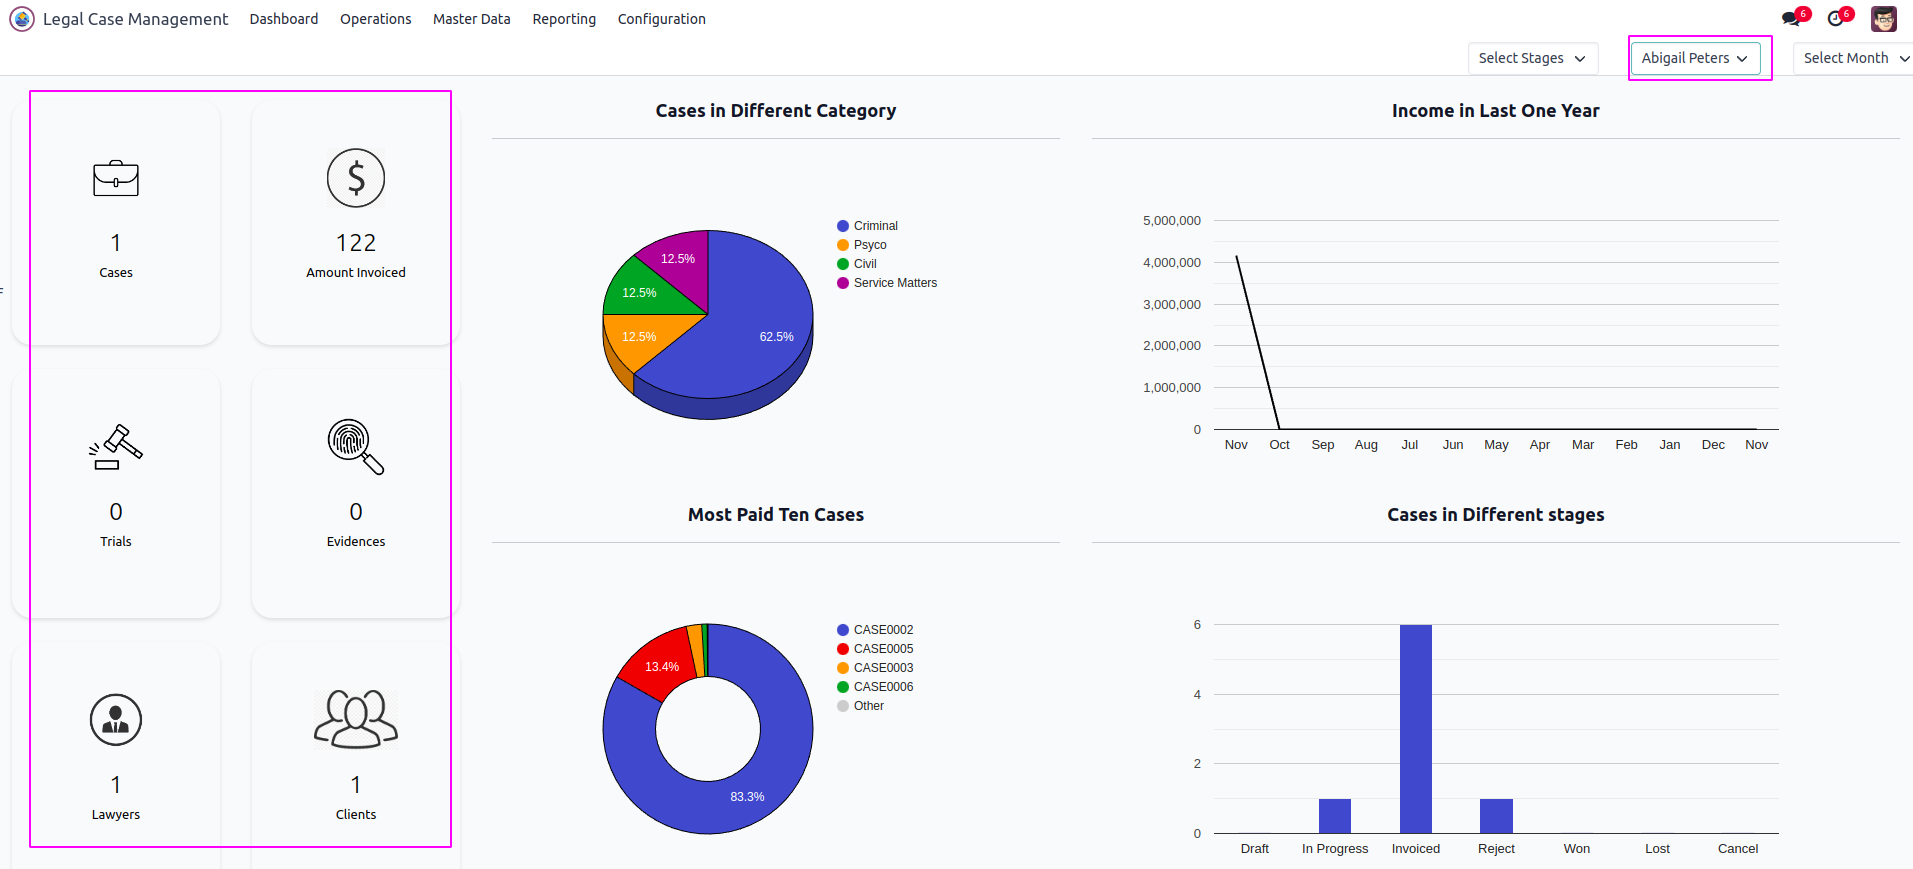 Legal Case Management Dashboard Operations Master Data Reporting Configuration 6 6
Select Stages Abigail Peters Select Month
1
Cases
122
Amount Invoiced
0
Trials
0
Evidences
1
Lawyers
1
Clients
Cases in Different Category
12.5%
12.5%
12.5%
62.5%
Criminal
Psyco
Civil
Service Matters
Income in Last One Year
5,000,000
4,000,000
3,000,000
2,000,000
1,000,000
0
Nov Oct Sep Aug Jul Jun May Apr Mar Feb Jan Dec Nov
Most Paid Ten Cases
13.4%
83.3%
CASE0002
CASE0005
CASE0003
CASE0006
Other
Cases in Different stages
6
4
2
0
Draft In Progress Invoiced Reject Won Lost Cancel